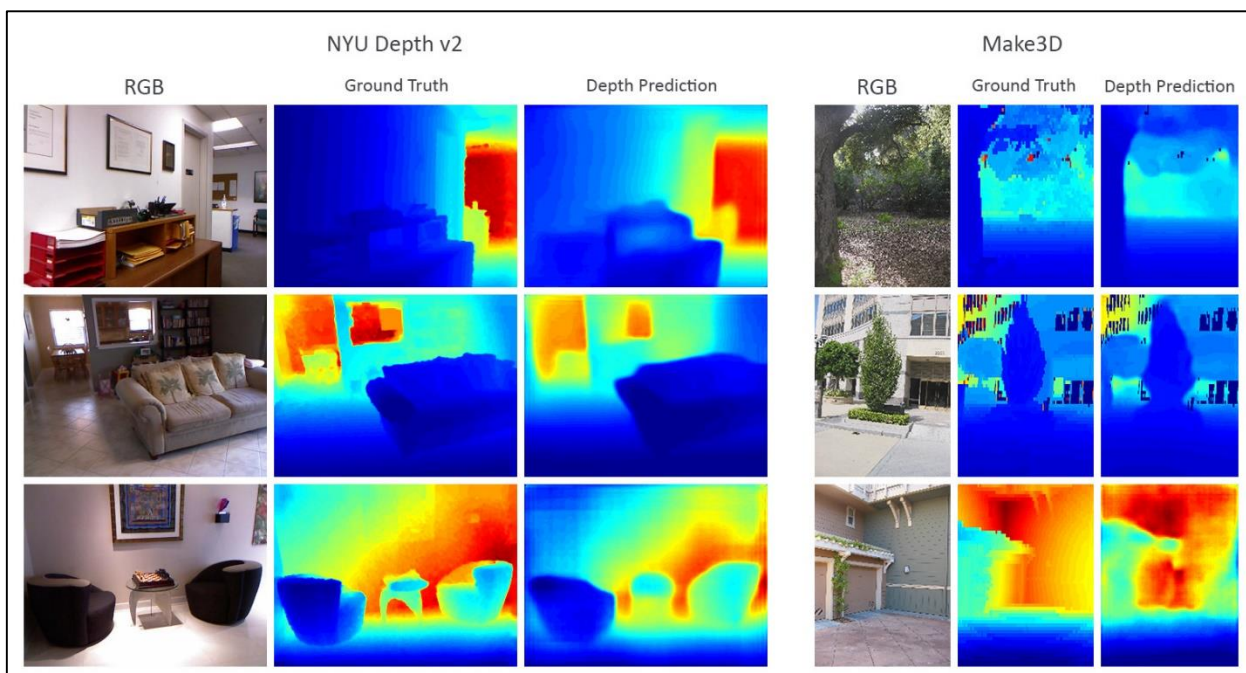 NYU Depth v2
Make3D
RGB
Ground Truth
Depth Prediction
RGB
Ground Truth
Depth Prediction